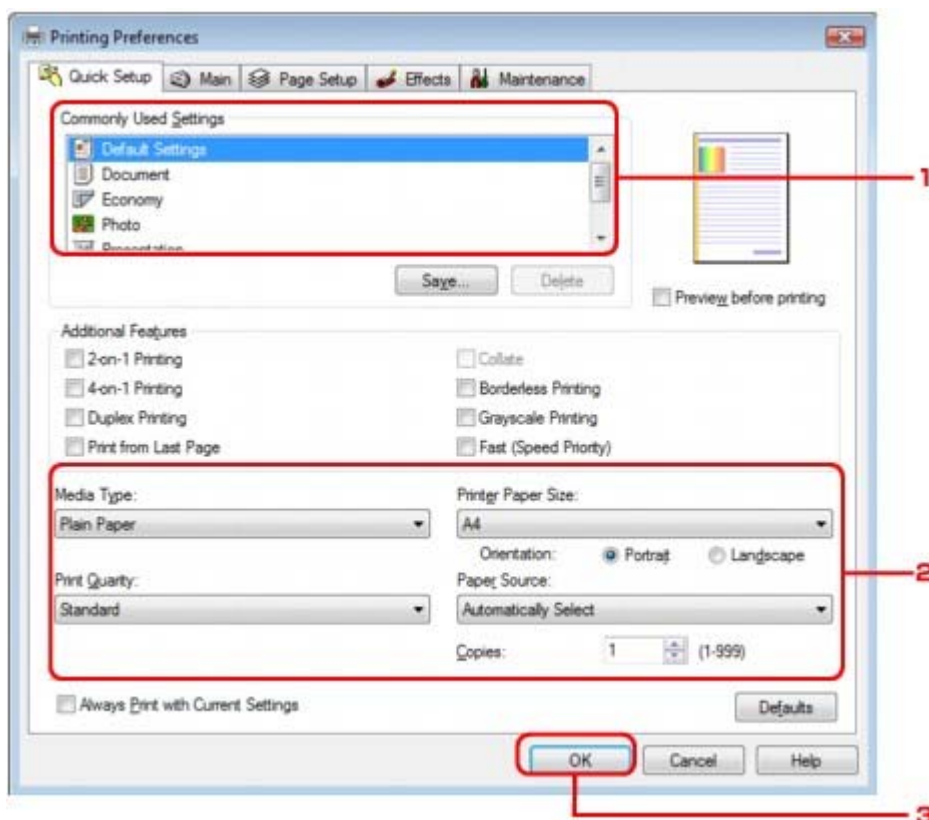 Printing Preferences
Quick Setup Main Page Setup Effects Maintenance
Commonly Used Settings
Default Settings
Document
Economy
Photo
Presentation
1
Save... Delete
Preview before printing
Additional Features
2-on-1 Printing
Collate
4-on-1 Printing
Borderless Printing
Duplex Printing
Grayscale Printing
Print from Last Page
Fast (Speed Priority)
Media Type:
Printer Paper Size:
Plain Paper
A4
Orientation: Portrait Landscape
2
Print Quarity:
Paper Source:
Standard
Automatically Select
Copies: 1 (1-999)
Always Print with Current Settings
Defaults
OK Cancel Help
3